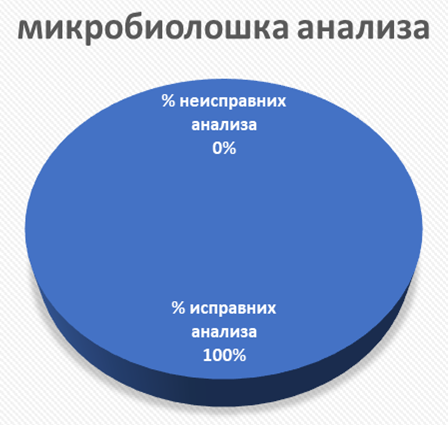 микробиолошка анализа
% неисправних
анализа
0%
% исправних
анализа
100%